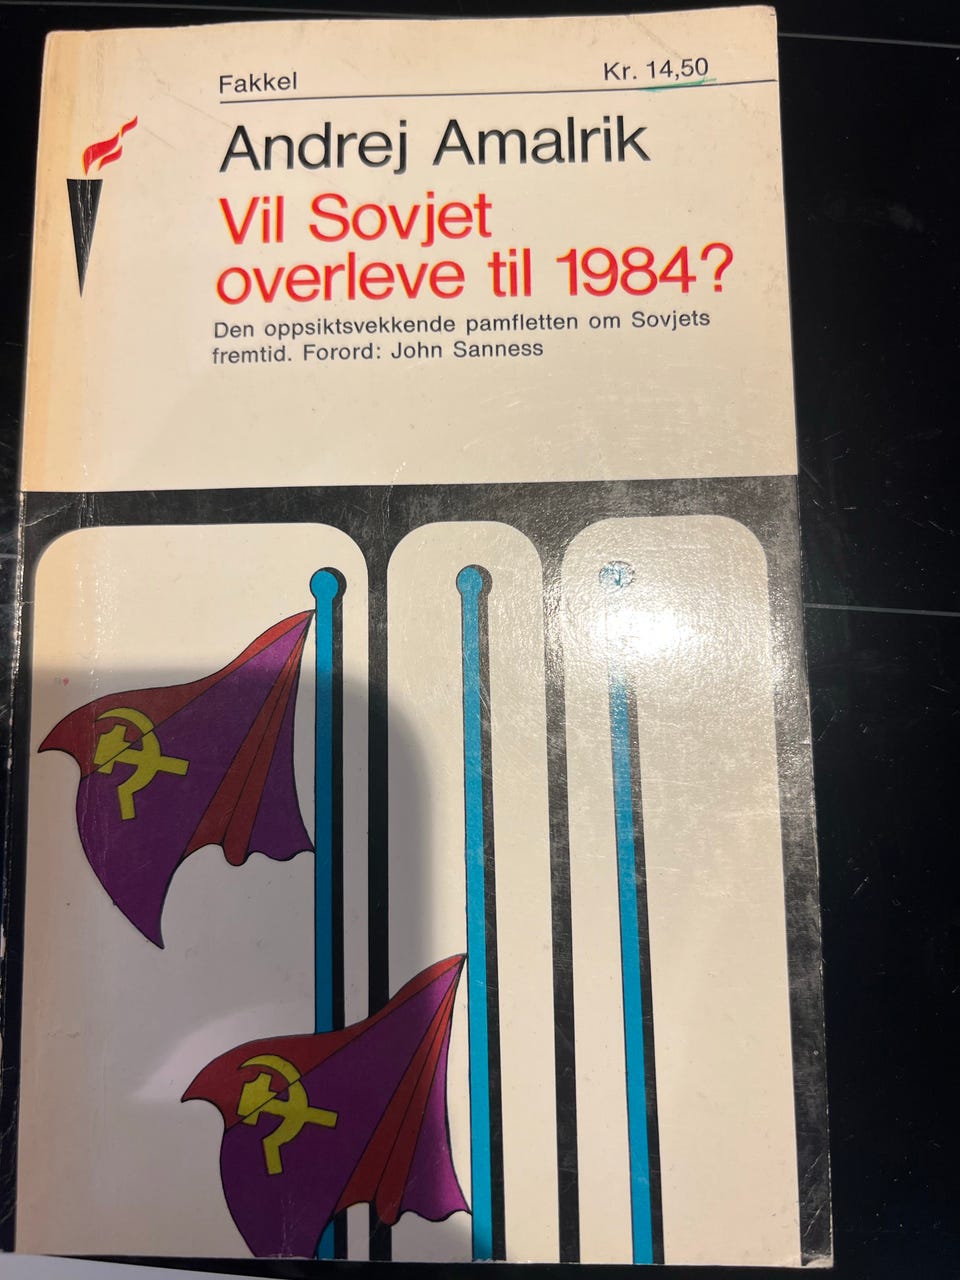 Fakkel
Kr. 14,50
Andrej Amalrik
Vil Sovjet
overleve til 1984?
Den oppsiktsvekkende pamfletten om Sovjets
fremtid. Forord: John Sanness